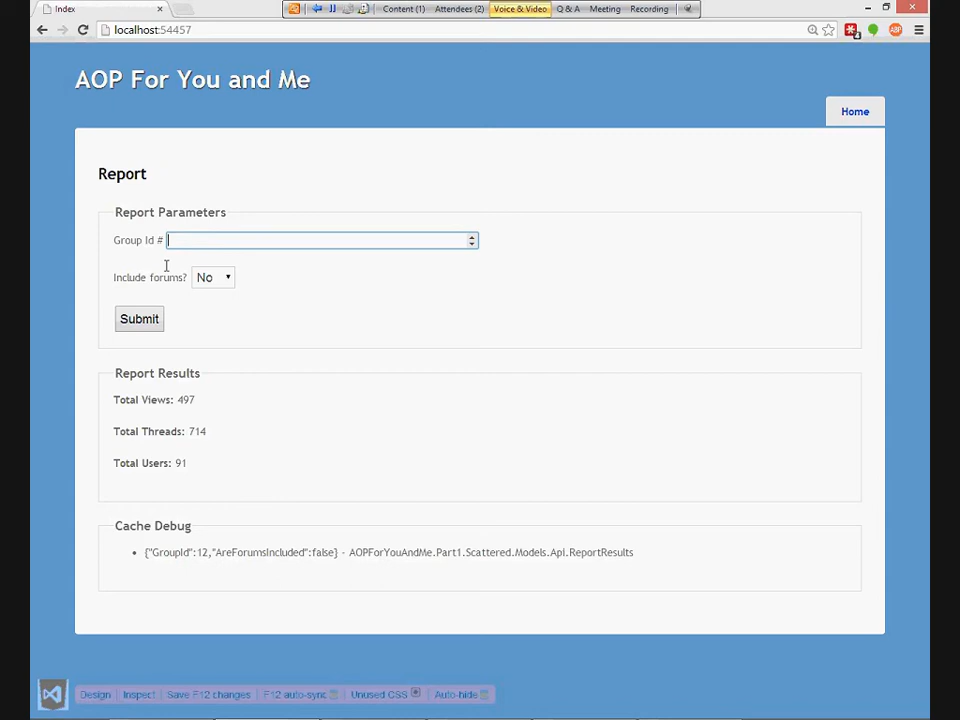 Index
Content (1) Attendees (2) Voice & Video Q & A Meeting Recording
localhost:54457
ABP
AOP For You and Me
Home
Report
Report Parameters
Group Id #
Include forums? No
Submit
Report Results
Total Views: 497
Total Threads: 714
Total Users: 91
Cache Debug
{"GroupId":12,"AreForumsIncluded":false} - AOPForYouAndMe.Part1.Scattered.Models.Api.ReportResults
Design Inspect Save F12 changes F12 auto-sync Unused CSS Auto-hide